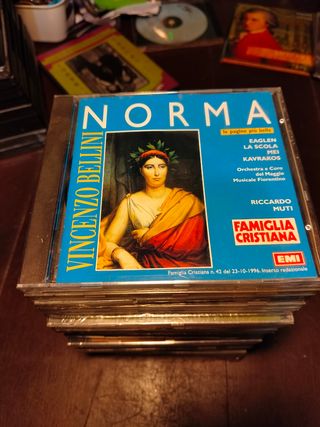 NORMA
VINCENZO BELLINI
le pagine più belle
EAGLEN
LA SCOLA
MEI
KAVRAKOS
Orchestra e Coro
del Maggio
Musicale Fiorentino
RICCARDO
MUTI
FAMIGLIA
CRISTIANA
EMI
Famiglia Cristiana n. 42 del 23-10-1996. Inserto redazionale